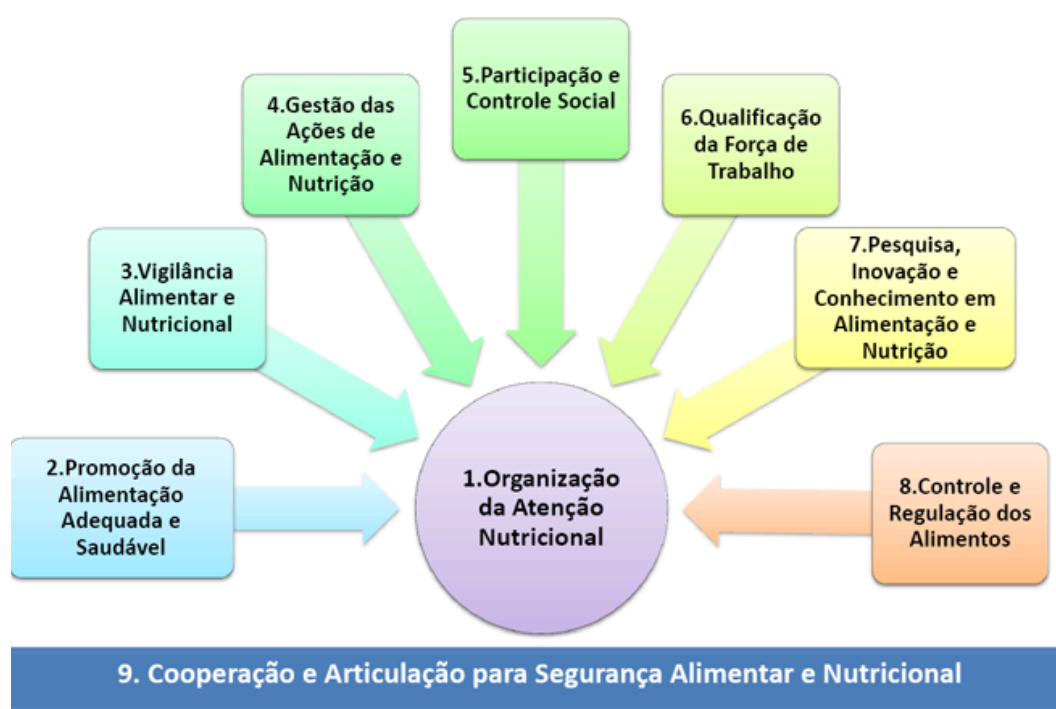 1.Organização
da Atenção
Nutricional
2.Promoção da
Alimentação
Adequada e
Saudável
3.Vigilância
Alimentar e
Nutricional
4.Gestão das
Ações de
Alimentação e
Nutrição
5.Participação e
Controle Social
6.Qualificação
da Força de
Trabalho
7.Pesquisa,
Inovação e
Conhecimento em
Alimentação e
Nutrição
8.Controle e
Regulação dos
Alimentos
9. Cooperação e Articulação para Segurança Alimentar e Nutricional